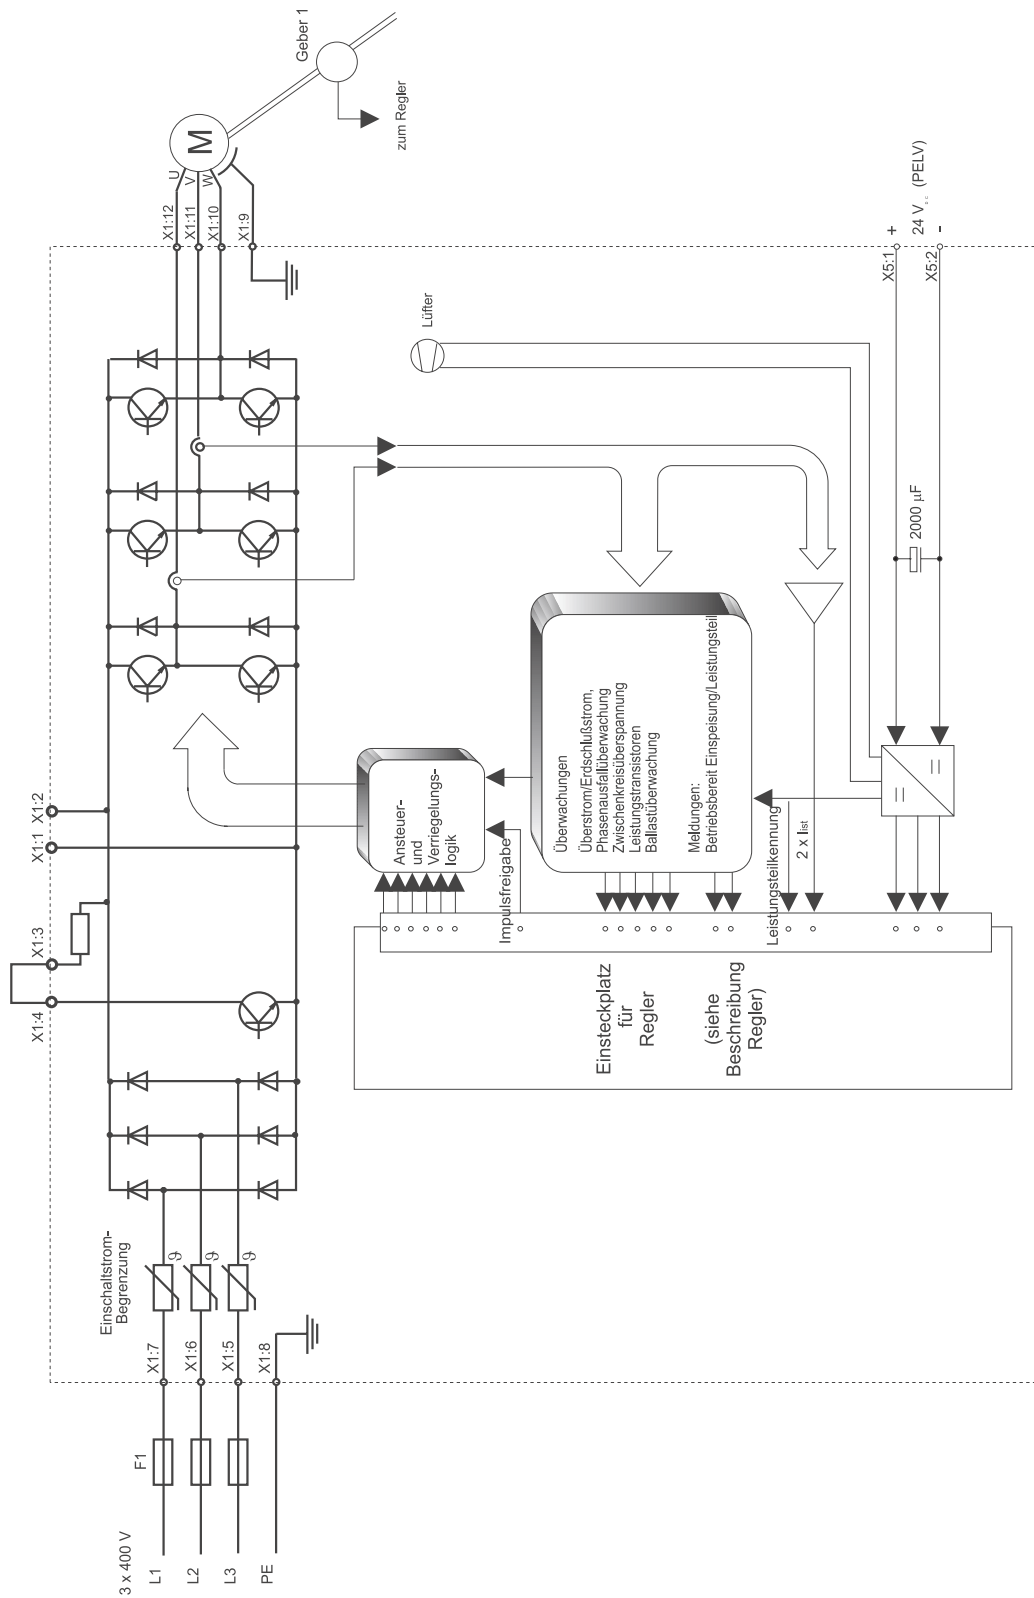 3 x 400 V
L1
L2
L3
PE
F1
X1:7
X1:6
X1:5
X1:8
Einschaltstrom-
Begrenzung
ϑ
ϑ
ϑ
X1:4
X1:3
X1:1
X1:2
X1:12
X1:11
X1:10
X1:9
U
V
W
M
Geber 1
zum Regler
Lüfter
Ansteuer-
und
Verriegelungs-
logik
Impulsfreigabe
Überwachungen
Überstrom/Erdschlußstrom,
Phasenausfallüberwachung
Zwischenkreisüberspannung
Leistungstransistoren
Ballastüberwachung
Meldungen:
Betriebsbereit Einspeisung/Leistungsteil
Leistungsteilkennung
2 x Iist
Einsteckplatz
für
Regler
(siehe
Beschreibung
Regler)
2000 µF
X5:1
X5:2
+
24 V (PELV)
-